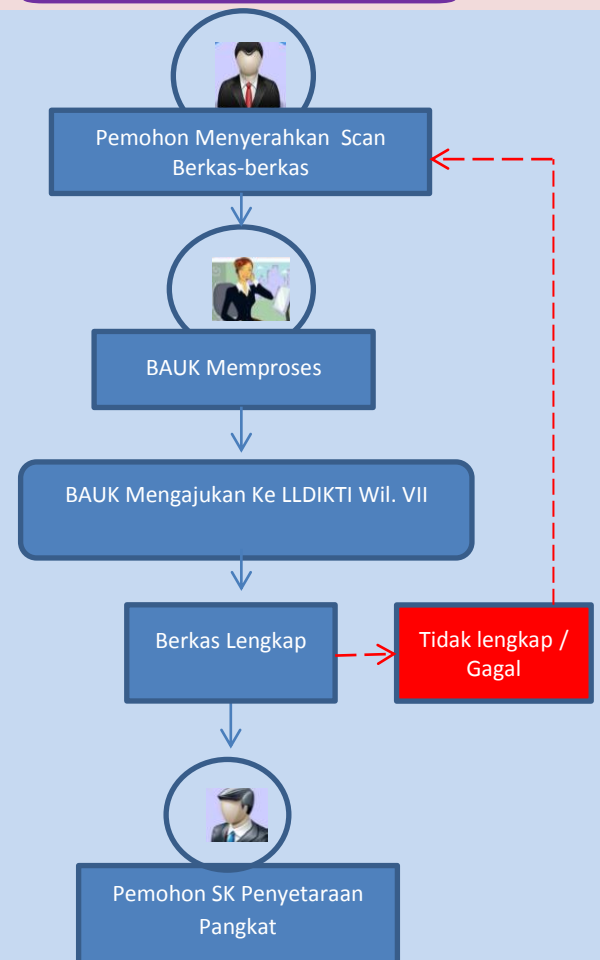 Pemohon Menyerahkan Scan
Berkas-berkas
BAUK Memproses
BAUK Mengajukan Ke LLDIKTI Wil. VII
Berkas Lengkap
Tidak lengkap /
Gagal
Pemohon SK Penyetaraan
Pangkat